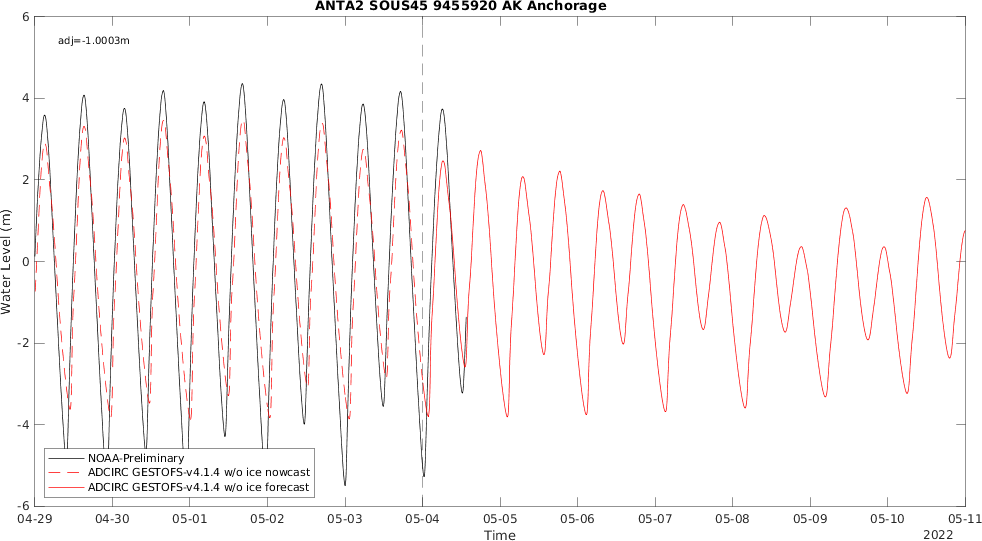 ANTA2 SOUS45 9455920 AK Anchorage
adj=-1.0003m
6
4
2
0
-2
-4
-6
Water Level (m)
NOAA-Preliminary
ADCIRC GESTOFS-v4.1.4 w/o ice nowcast
ADCIRC GESTOFS-v4.1.4 w/o ice forecast
04-29 04-30 05-01 05-02 05-03 05-04 05-05 05-06 05-07 05-08 05-09 05-10 05-11
Time
2022